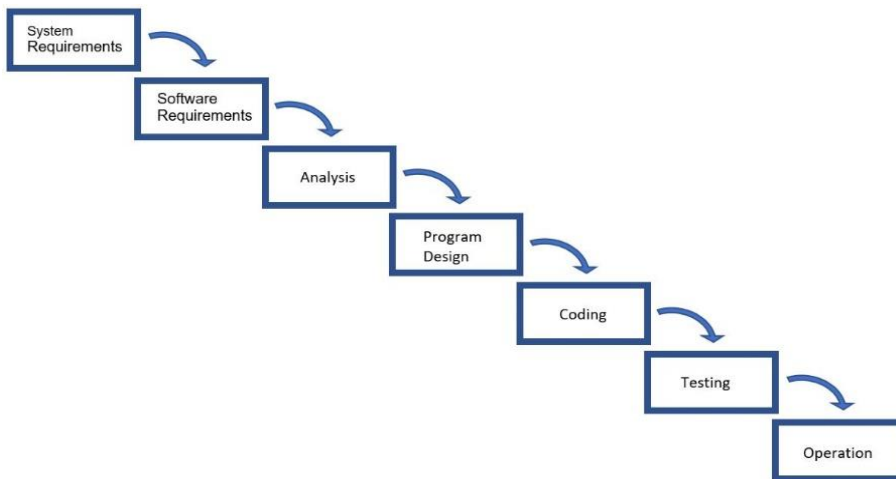 System
Requirements
Software
Requirements
Analysis
Program
Design
Coding
Testing
Operation